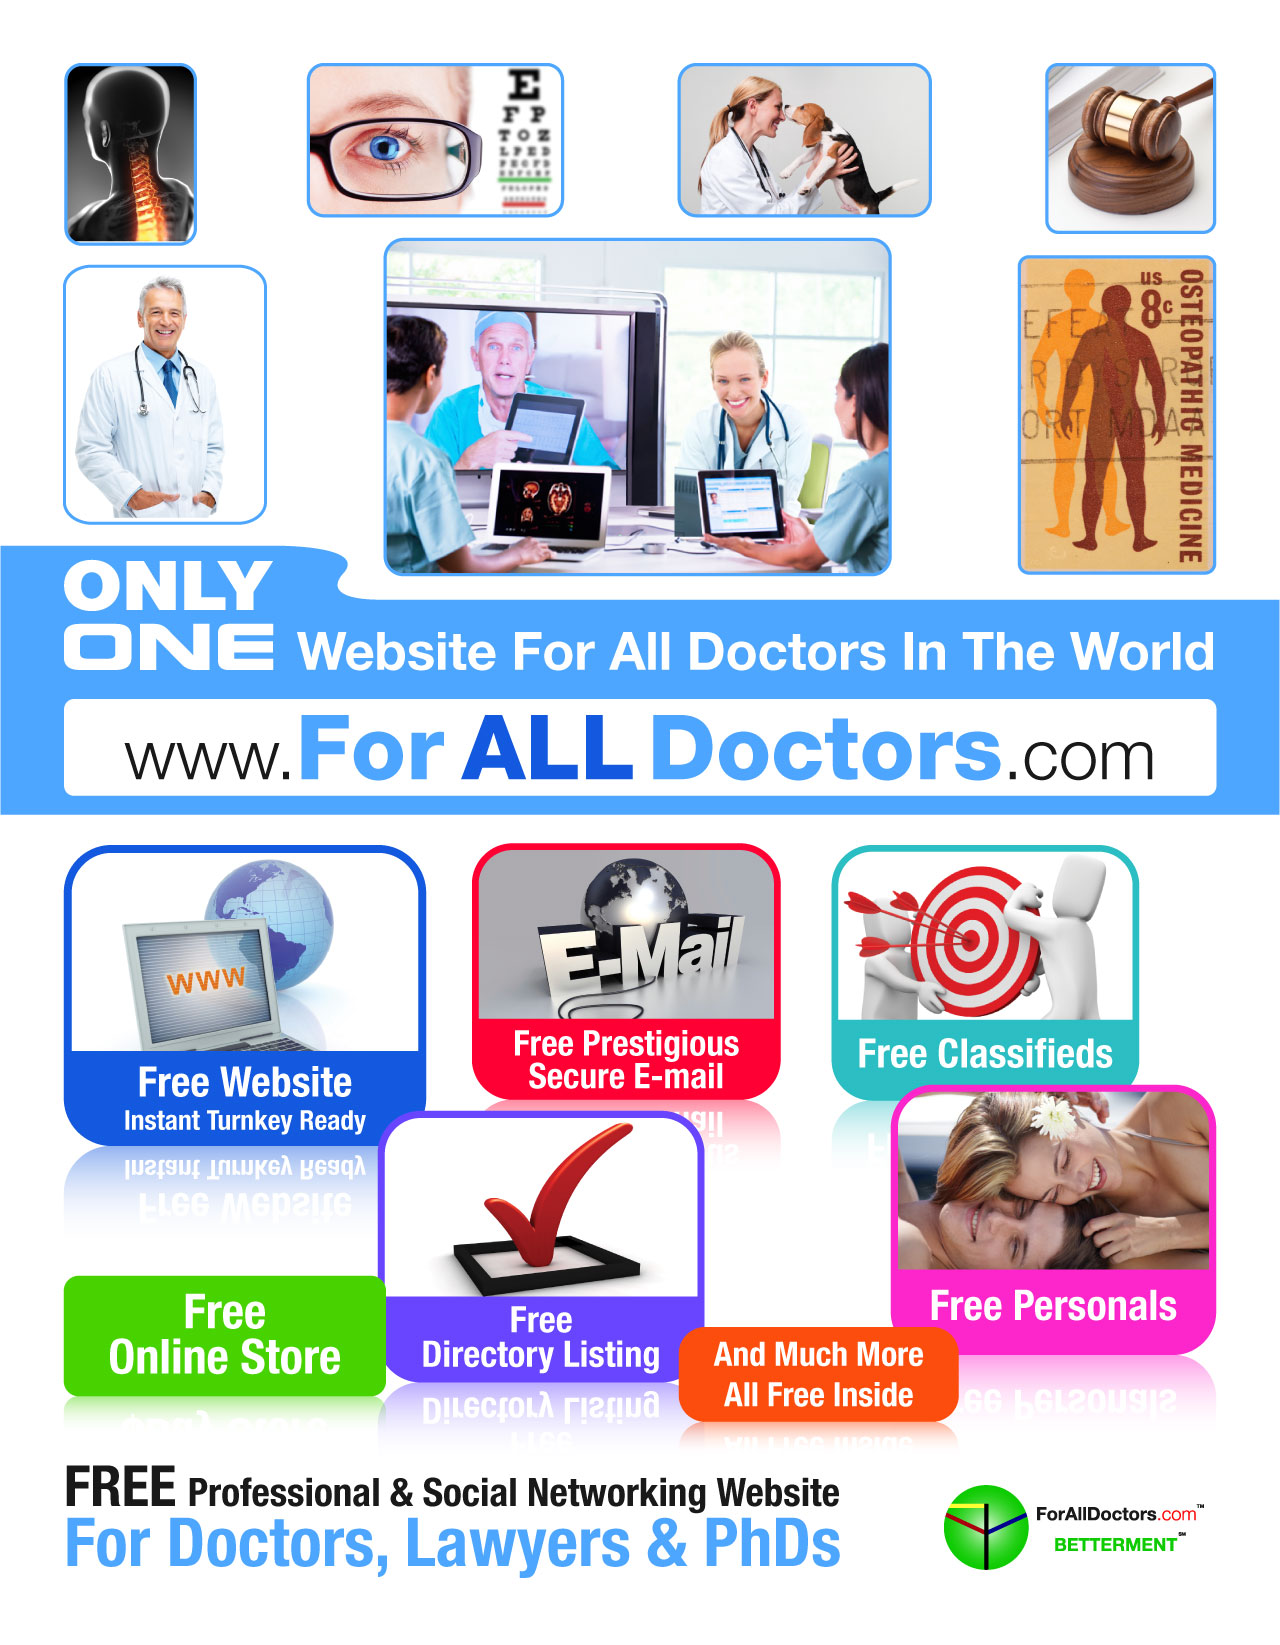 E
F P
T O Z
L P E D
P E C F D
E D F C Z P
us
8c
OSTEOPATHIC MEDICINE
ONLY
ONE Website For All Doctors In The World
www.For ALL Doctors.com
www
E-Mail
Free Website
Instant Turnkey Ready
Free Prestigious
Secure E-mail
Free Classifieds
Free
Online Store
Free
Directory Listing
Free Personals
And Much More
All Free Inside
FREE Professional & Social Networking Website
For Doctors, Lawyers & PhDs
ForAllDoctors.com™
BETTERMENT℠